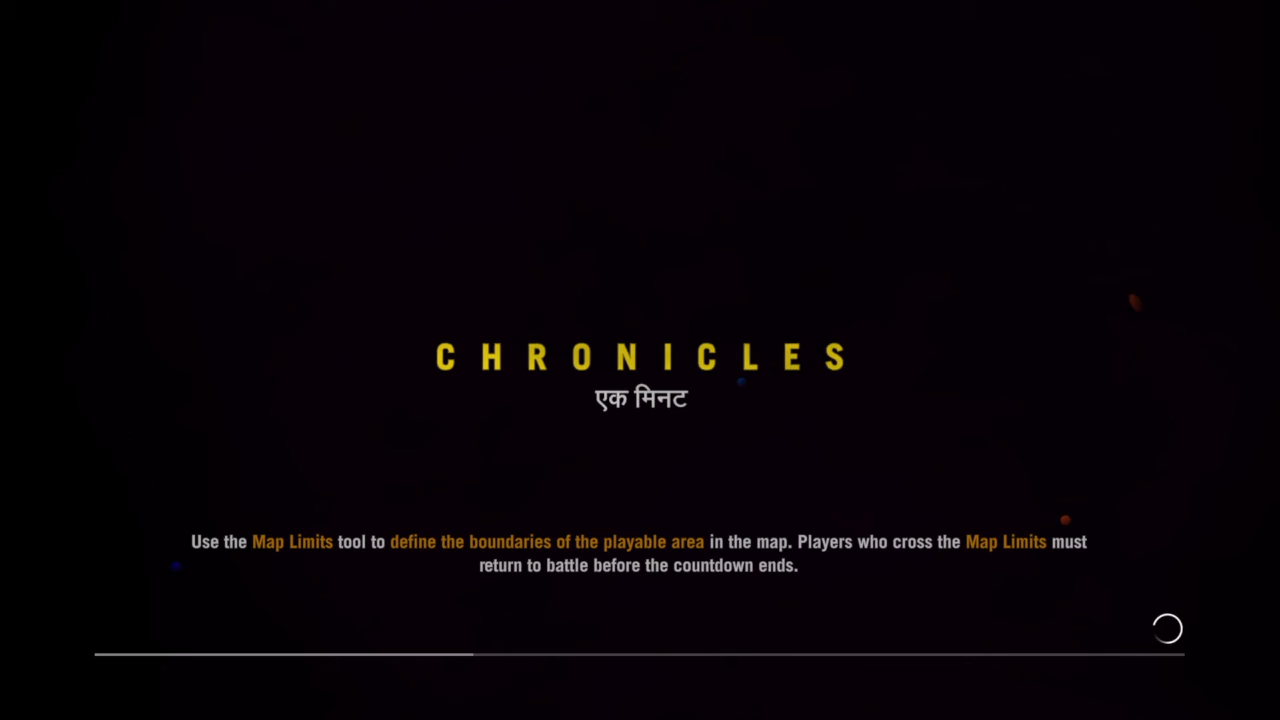 CHRONICLES
एक मिनट
Use the Map Limits tool to define the boundaries of the playable area in the map. Players who cross the Map Limits must
return to battle before the countdown ends.